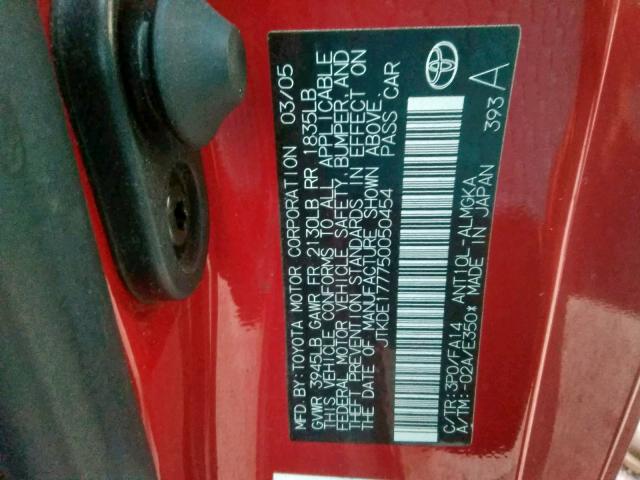 MFD.BY:TOYOTA MOTOR CORPORATION 03/05
GVWR 3945LB GAWR FR 2130LB RR 1835LB
THIS VEHICLE CONFORMS TO ALL APPLICABLE
FEDERAL MOTOR VEHICLE SAFETY, BUMPER, AND
THEFT PREVENTION STANDARDS IN EFFECT ON
THE DATE OF MANUFACTURE SHOWN ABOVE.
JTKDE177750050454 PASS CAR
C/TR:3P0/FA14 ANT10L-ALMGKA 393 A
A/TM:-02A/E350* MADE IN JAPAN